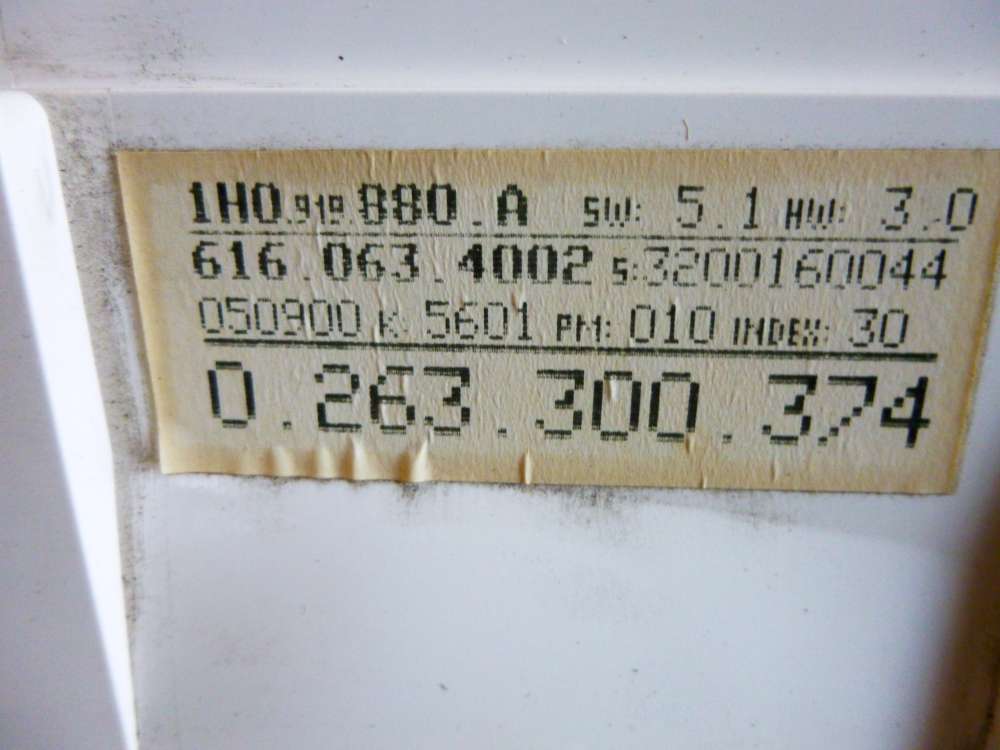 1H0.919.880.A SW: 5.1 HW: 3.0
616.063.4002 S:3200160044
050900 K 5601 PM: 010 INDEX: 30
0.263.300.374